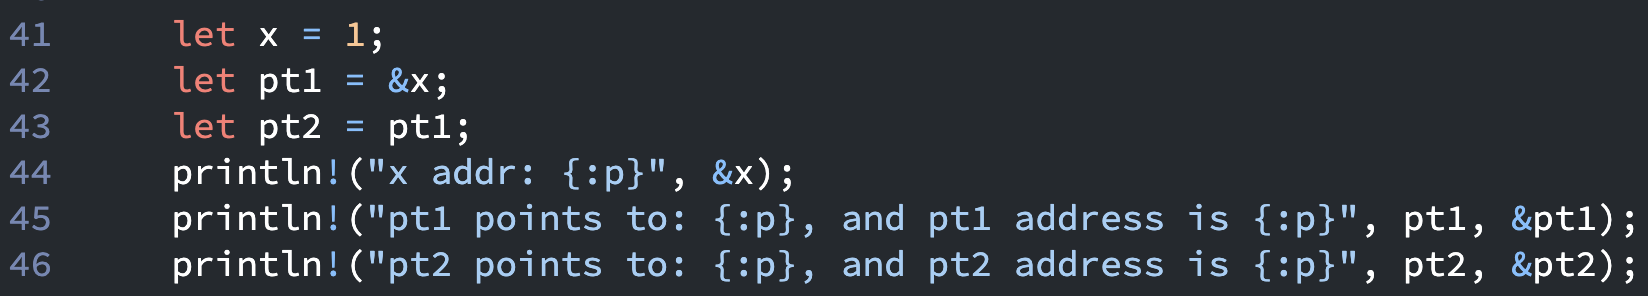 41 let x = 1;
42 let pt1 = &x;
43 let pt2 = pt1;
44 println!("x addr: {:p}", &x);
45 println!("pt1 points to: {:p}, and pt1 address is {:p}", pt1, &pt1);
46 println!("pt2 points to: {:p}, and pt2 address is {:p}", pt2, &pt2);